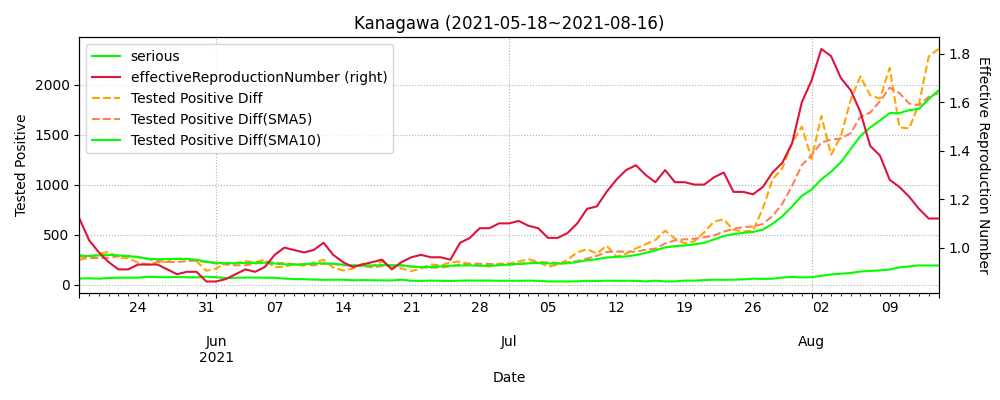 Kanagawa (2021-05-18~2021-08-16)
serious
effectiveReproductionNumber (right)
Tested Positive Diff
Tested Positive Diff(SMA5)
Tested Positive Diff(SMA10)
Tested Positive
2000
1500
1000
500
0
Effective Reproduction Number
1.8
1.6
1.4
1.2
1.0
24 31 07 14 21 28 05 12 19 26 02 09
Jun Jul Aug
2021
Date